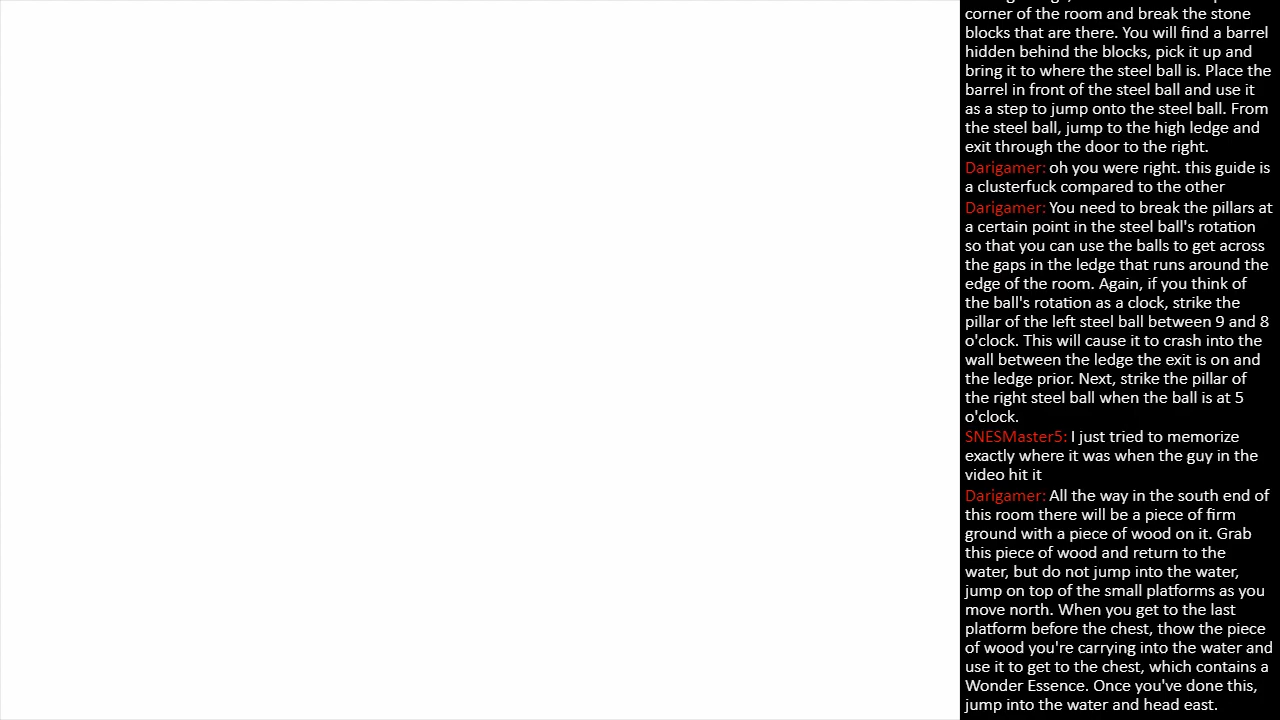 corner of the room and break the stone
blocks that are there. You will find a barrel
hidden behind the blocks, pick it up and
bring it to where the steel ball is. Place the
barrel in front of the steel ball and use it
as a step to jump onto the steel ball. From
the steel ball, jump to the high ledge and
exit through the door to the right.
Darigamer: oh you were right. this guide is
a clusterfuck compared to the other
Darigamer: You need to break the pillars at
a certain point in the steel ball's rotation
so that you can use the balls to get across
the gaps in the ledge that runs around the
edge of the room. Again, if you think of
the ball's rotation as a clock, strike the
pillar of the left steel ball between 9 and 8
o'clock. This will cause it to crash into the
wall between the ledge the exit is on and
the ledge prior. Next, strike the pillar of
the right steel ball when the ball is at 5
o'clock.
SNESMaster5: I just tried to memorize
exactly where it was when the guy in the
video hit it
Darigamer: All the way in the south end of
this room there will be a piece of firm
ground with a piece of wood on it. Grab
this piece of wood and return to the
water, but do not jump into the water,
jump on top of the small platforms as you
move north. When you get to the last
platform before the chest, thow the piece
of wood you're carrying into the water and
use it to get to the chest, which contains a
Wonder Essence. Once you've done this,
jump into the water and head east.